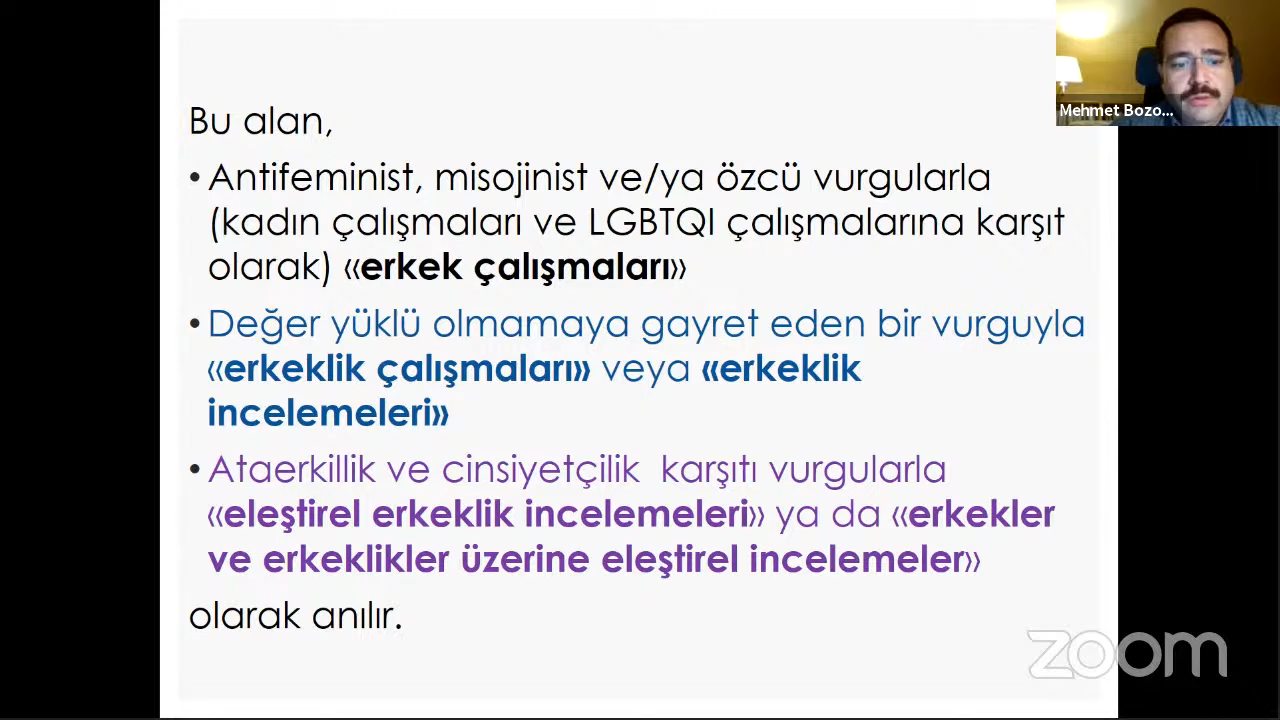 Bu alan,
• Antifeminist, misojinist ve/ya özcü vurgularla
(kadın çalışmaları ve LGBTQI çalışmalarına karşıt
olarak) «erkek çalışmaları»
• Değer yüklü olmamaya gayret eden bir vurguyla
«erkeklik çalışmaları» veya «erkeklik
incelemeleri»
• Ataerkillik ve cinsiyetçilik karşıtı vurgularla
«eleştirel erkeklik incelemeleri» ya da «erkekler
ve erkeklikler üzerine eleştirel incelemeler»
olarak anılır.
Mehmet Bozo...
zoom